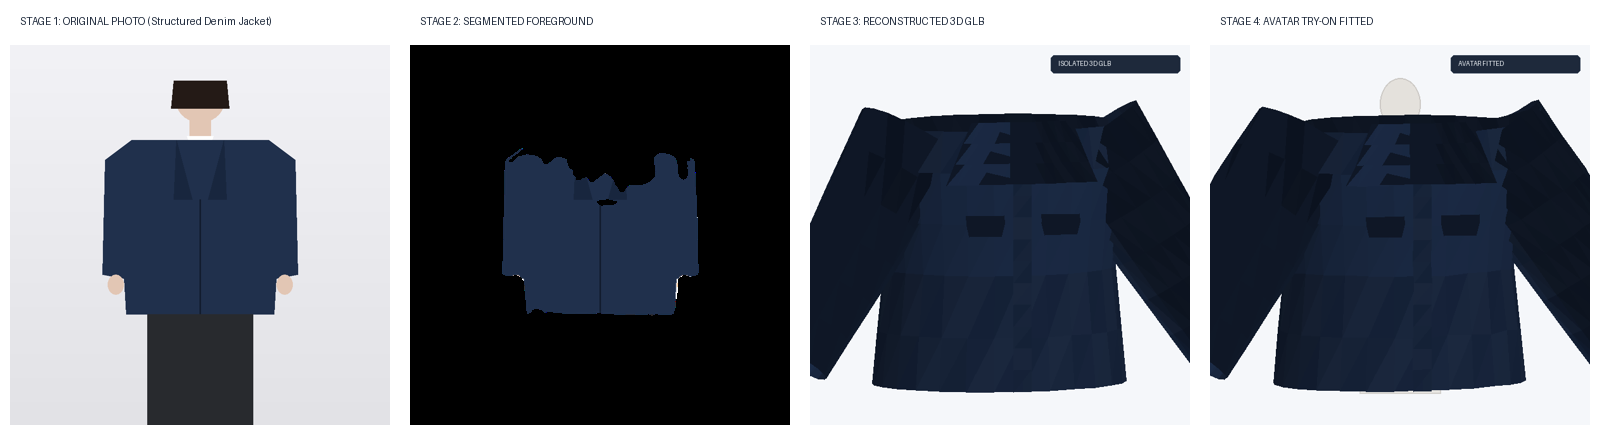 STAGE 1: ORIGINAL PHOTO (Structured Denim Jacket)
STAGE 2: SEGMENTED FOREGROUND
STAGE 3: RECONSTRUCTED 3D GLB
STAGE 4: AVATAR TRY-ON FITTED
ISOLATED 3D GLB
AVATAR FITTED